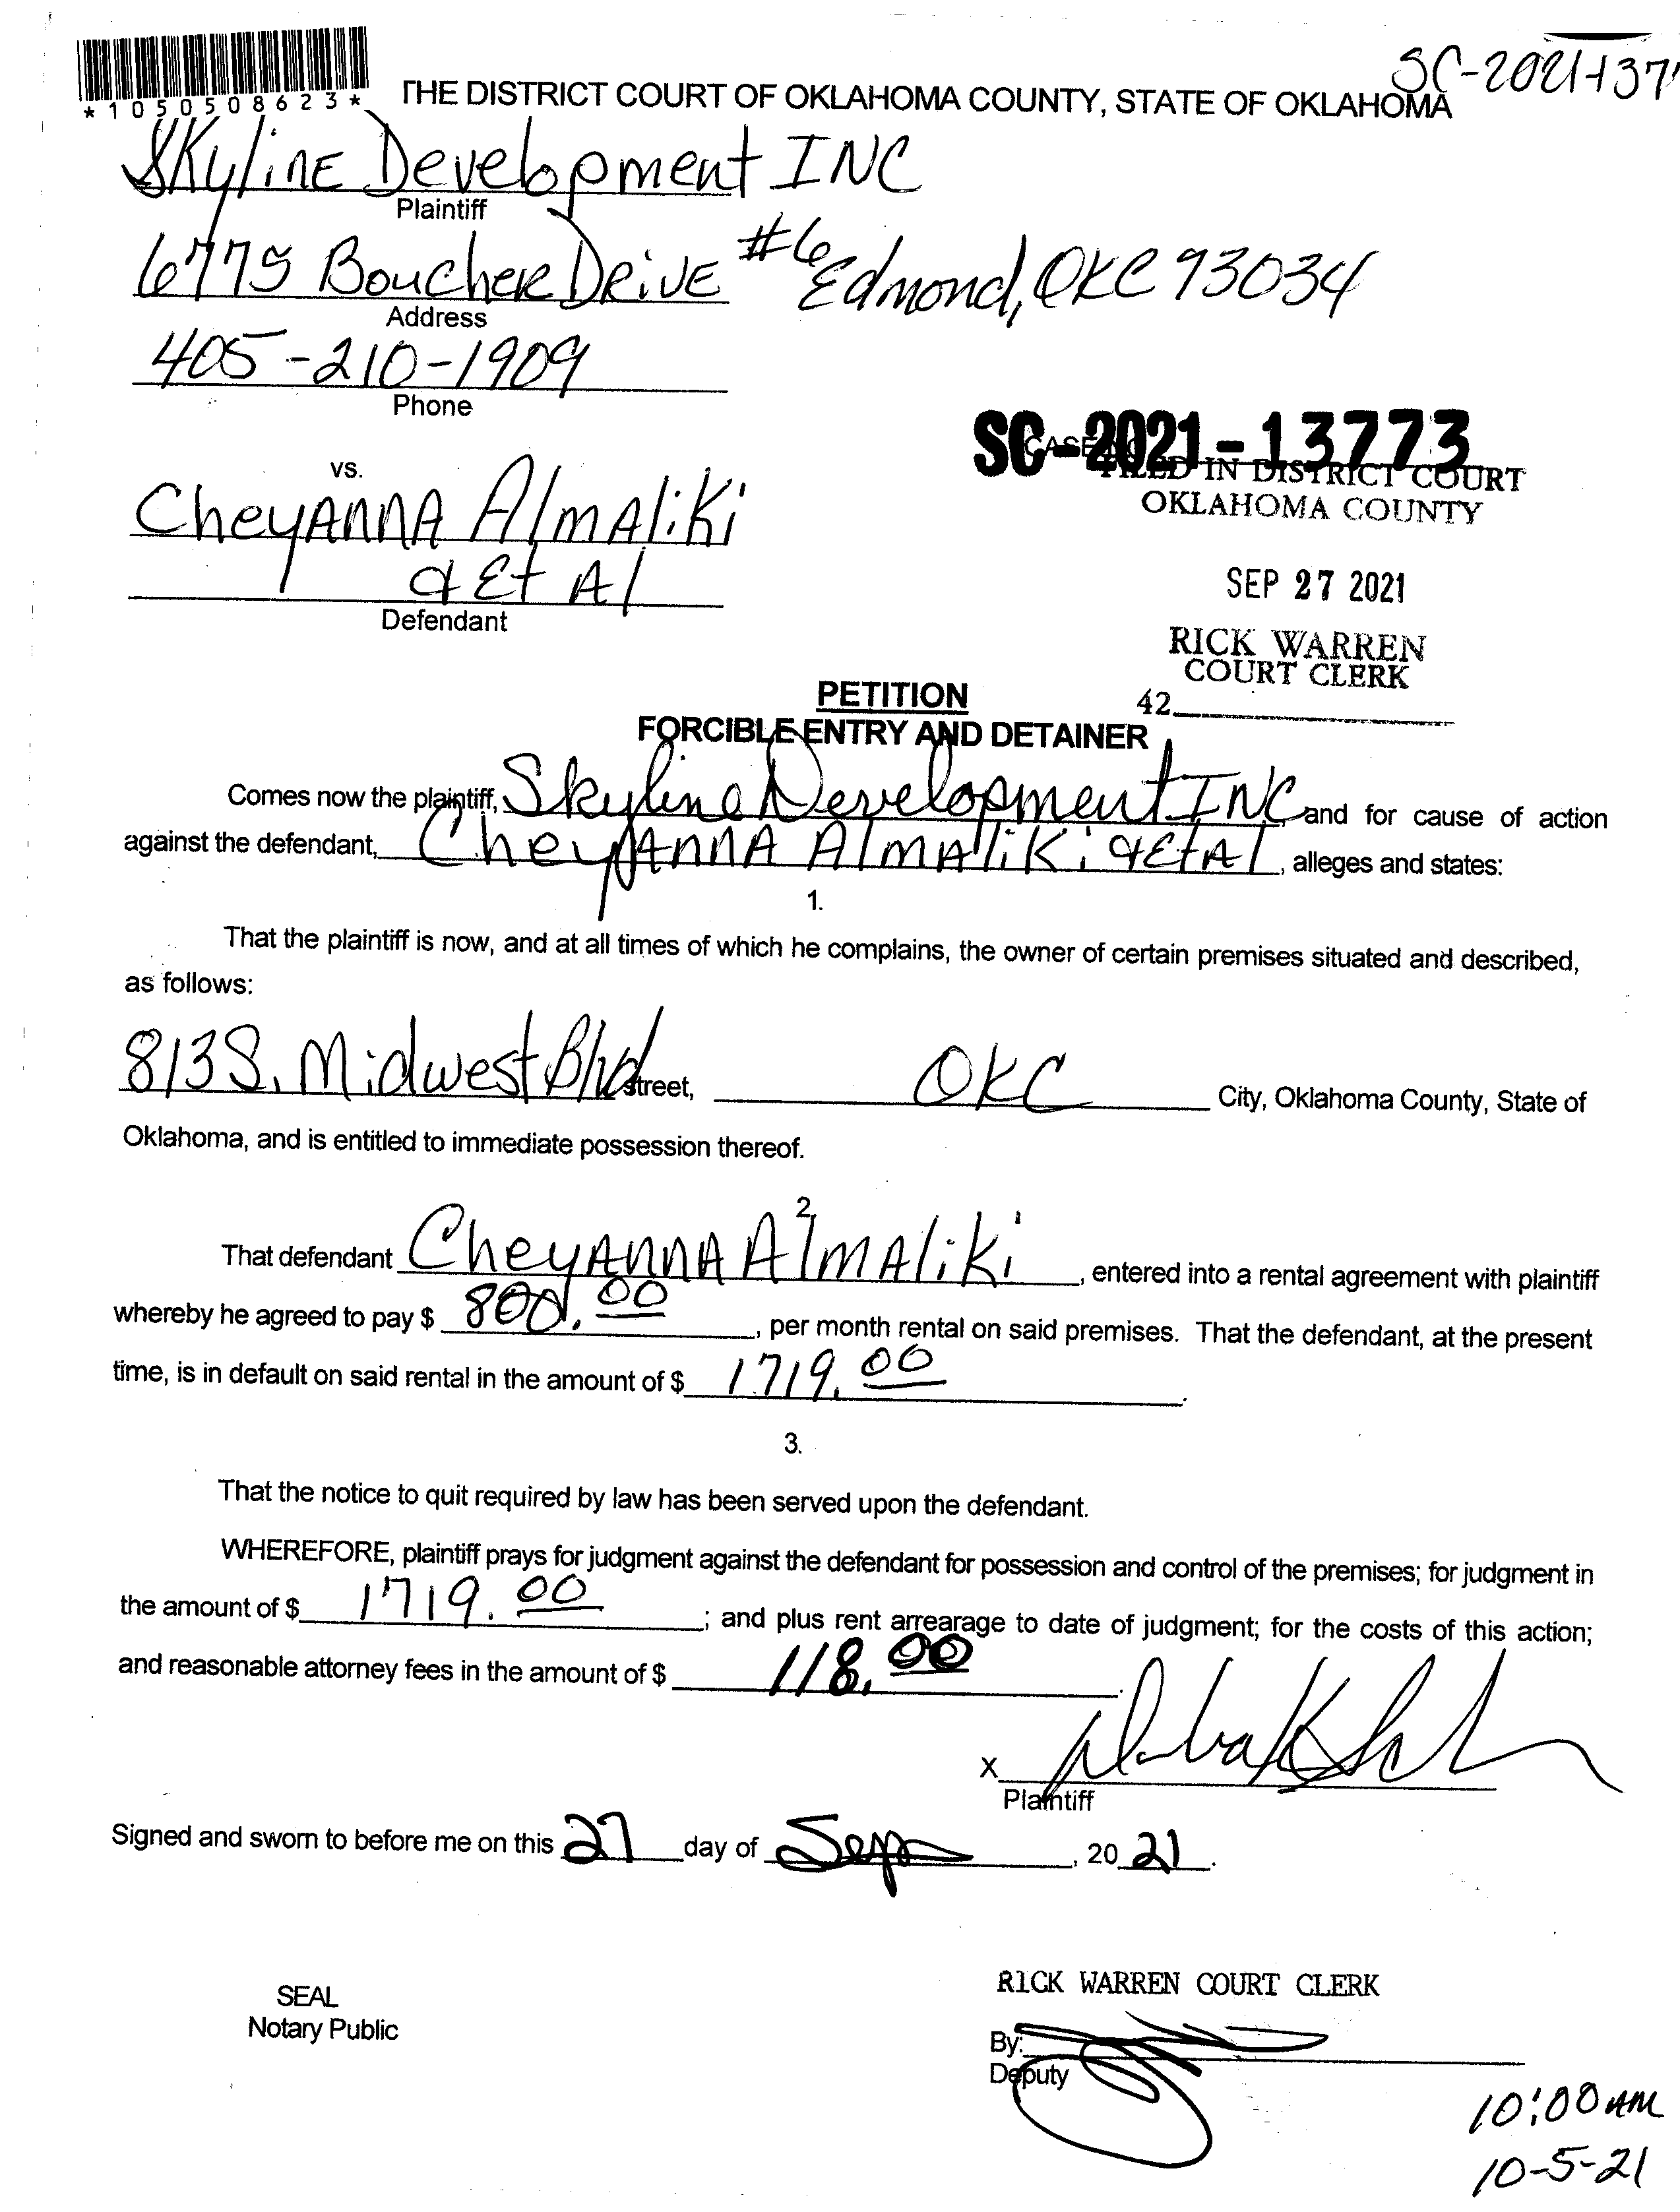 *1050508623*
SC-2021-137
THE DISTRICT COURT OF OKLAHOMA COUNTY, STATE OF OKLAHOMA
Skyline Development INC
Plaintiff
6775 Boucher Drive #6 Edmond, OKC 73034
Address
405-210-1909
Phone
SC-2021-13773
CASE NO
FILED IN DISTRICT COURT
OKLAHOMA COUNTY
vs.
Cheyanna Almaliki
& Et Al
Defendant
SEP 27 2021
RICK WARREN
COURT CLERK
42
PETITION
FORCIBLE ENTRY AND DETAINER
Comes now the plaintiff, Skyline Development INC and for cause of action
against the defendant, Cheyanna Almaliki & Et Al, alleges and states:
1.
That the plaintiff is now, and at all times of which he complains, the owner of certain premises situated and described,
as follows:
813 S. Midwest Blvd street, OKC City, Oklahoma County, State of
Oklahoma, and is entitled to immediate possession thereof.
2.
That defendant Cheyanna Almaliki, entered into a rental agreement with plaintiff
whereby he agreed to pay $ 800.00, per month rental on said premises. That the defendant, at the present
time, is in default on said rental in the amount of $ 1719.00.
3.
That the notice to quit required by law has been served upon the defendant.
WHEREFORE, plaintiff prays for judgment against the defendant for possession and control of the premises; for judgment in
the amount of $ 1719.00; and plus rent arrearage to date of judgment; for the costs of this action;
and reasonable attorney fees in the amount of $ 118.00.
X
Plaintiff
Signed and sworn to before me on this 27 day of Sep, 20 21.
SEAL
Notary Public
RICK WARREN COURT CLERK
By:
Deputy
10:00 AM
10-5-21